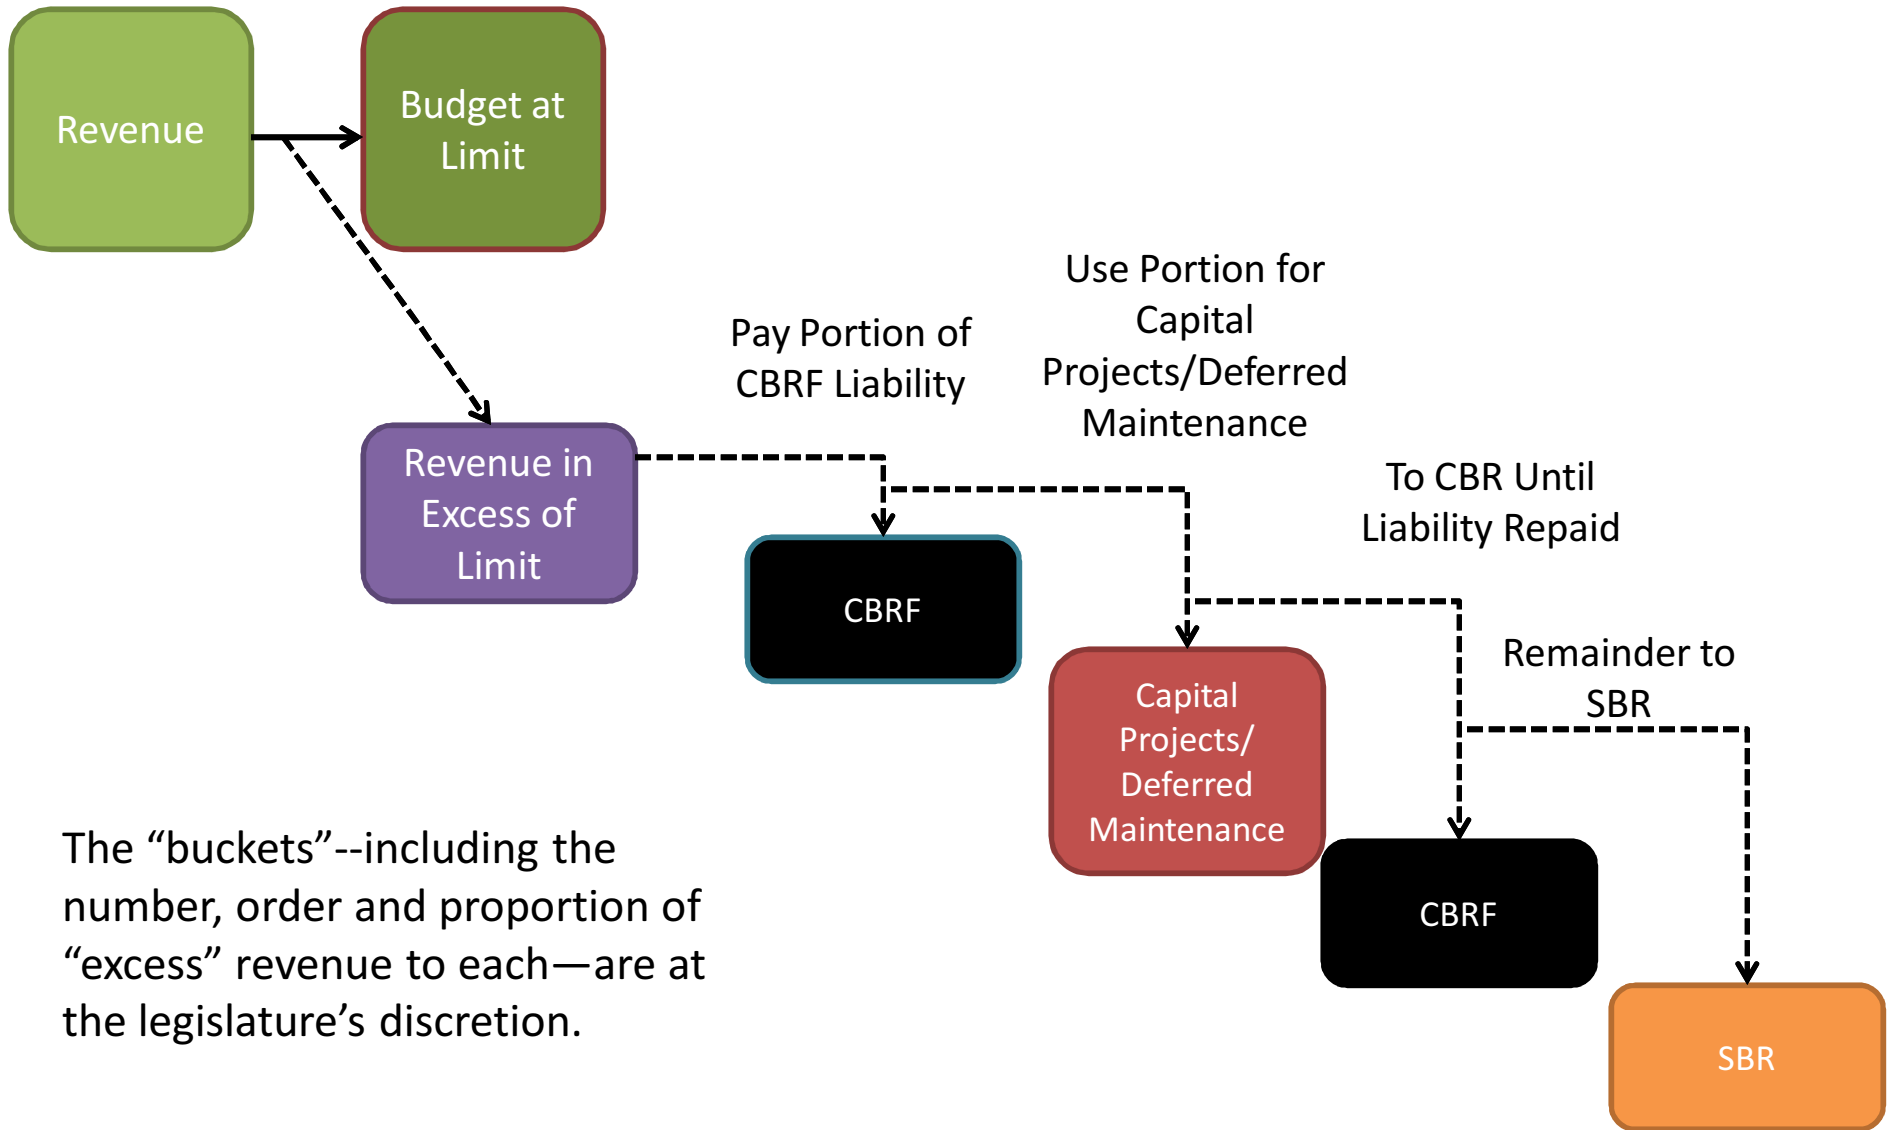 Revenue
Budget at
Limit
Use Portion for
Capital
Projects/Deferred
Maintenance
Pay Portion of
CBRF Liability
Revenue in
Excess of
Limit
To CBR Until
Liability Repaid
CBRF
Remainder to
SBR
Capital
Projects/
Deferred
Maintenance
The “buckets”--including the
number, order and proportion of
“excess” revenue to each—are at
the legislature’s discretion.
CBRF
SBR